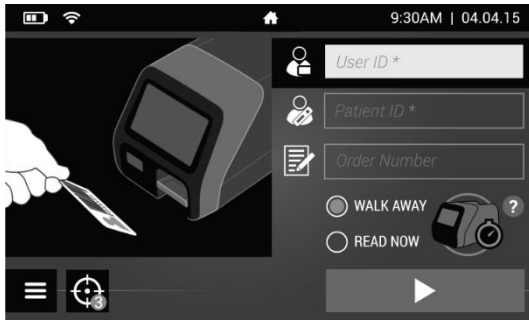 9:30AM | 04.04.15
User ID *
Patient ID *
Order Number
WALK AWAY
?
READ NOW
3